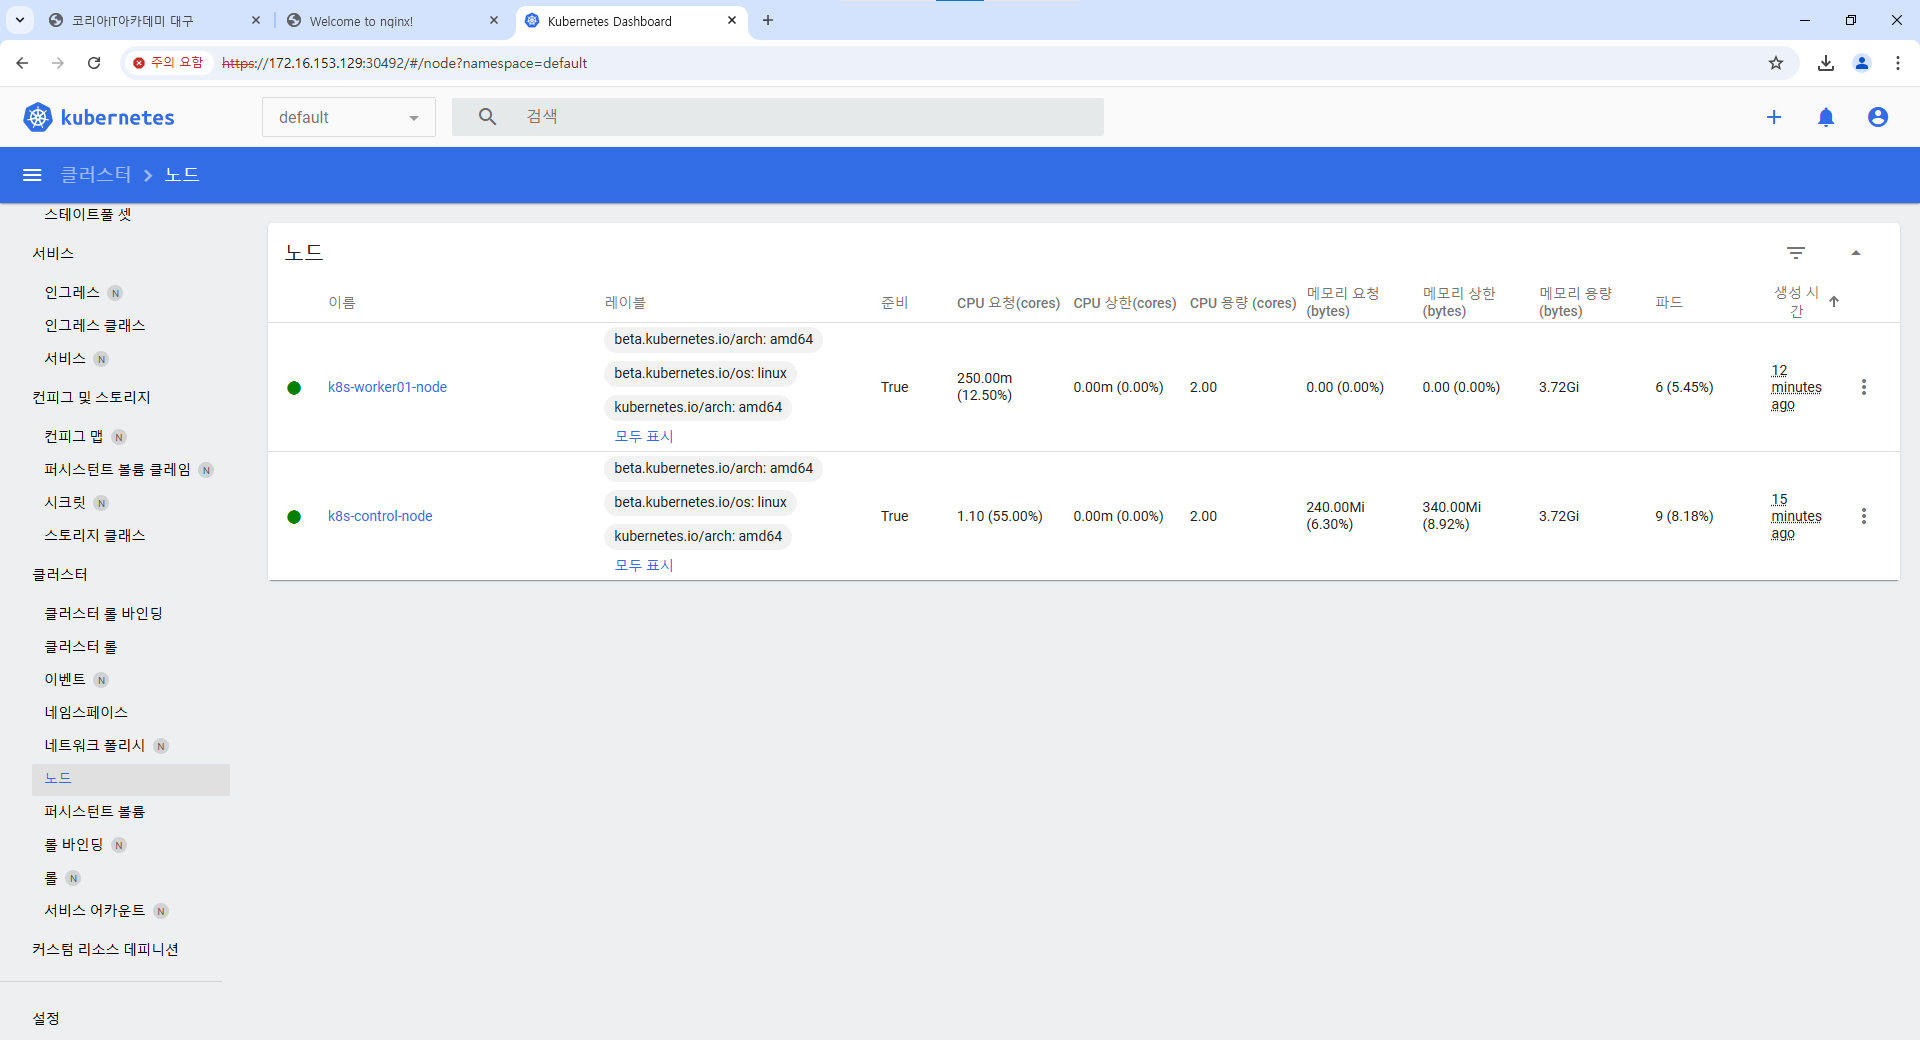 코리아IT아카데미 대구
Welcome to nginx!
Kubernetes Dashboard
주의 요함
https://172.16.153.129:30492/#/node?namespace=default
kubernetes
default
검색
클러스터
노드
스테이트풀 셋
서비스
인그레스 N
인그레스 클래스
서비스 N
컨피그 및 스토리지
컨피그 맵 N
퍼시스턴트 볼륨 클레임 N
시크릿 N
스토리지 클래스
클러스터
클러스터 롤 바인딩
클러스터 롤
이벤트 N
네임스페이스
네트워크 폴리시 N
노드
퍼시스턴트 볼륨
롤 바인딩 N
롤 N
서비스 어카운트 N
커스텀 리소스 데피니션
설정
노드
이름
레이블
준비
CPU 요청(cores)
CPU 상한(cores)
CPU 용량 (cores)
메모리 요청
(bytes)
메모리 상한
(bytes)
메모리 용량
(bytes)
파드
생성 시
간
k8s-worker01-node
beta.kubernetes.io/arch: amd64
beta.kubernetes.io/os: linux
kubernetes.io/arch: amd64
모두 표시
True
250.00m
(12.50%)
0.00m (0.00%)
2.00
0.00 (0.00%)
0.00 (0.00%)
3.72Gi
6 (5.45%)
12
minutes
ago
k8s-control-node
beta.kubernetes.io/arch: amd64
beta.kubernetes.io/os: linux
kubernetes.io/arch: amd64
모두 표시
True
1.10 (55.00%)
0.00m (0.00%)
2.00
240.00Mi
(6.30%)
340.00Mi
(8.92%)
3.72Gi
9 (8.18%)
15
minutes
ago